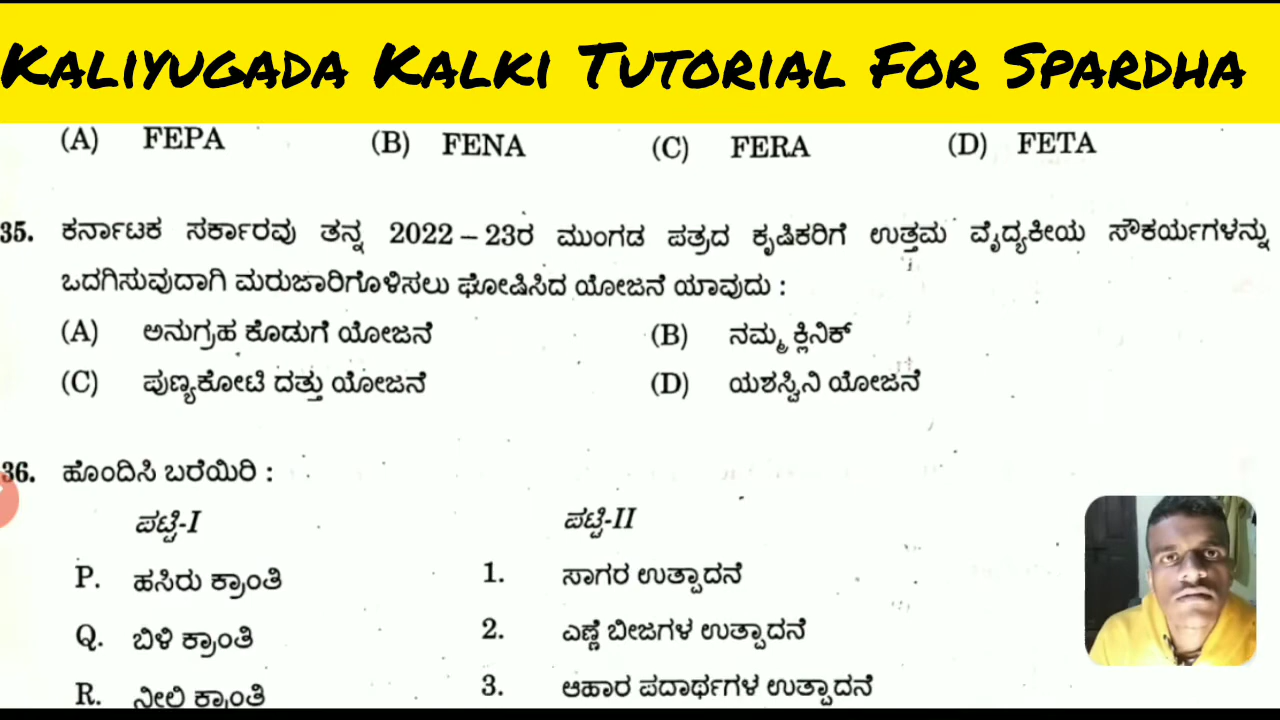 KALIYUGADA KALKI TUTORIAL FOR SPARDHA
(A) FEPA (B) FENA (C) FERA (D) FETA
35. ಕರ್ನಾಟಕ ಸರ್ಕಾರವು ತನ್ನ 2022 – 23ರ ಮುಂಗಡ ಪತ್ರದ ಕೃಷಿಕರಿಗೆ ಉತ್ತಮ ವೈದ್ಯಕೀಯ ಸೌಕರ್ಯಗಳನ್ನು
ಒದಗಿಸುವುದಾಗಿ ಮರುಜಾರಿಗೊಳಿಸಲು ಘೋಷಿಸಿದ ಯೋಜನೆ ಯಾವುದು :
(A) ಅನುಗ್ರಹ ಕೊಡುಗೆ ಯೋಜನೆ (B) ನಮ್ಮ ಕ್ಲಿನಿಕ್
(C) ಪುಣ್ಯಕೋಟಿ ದತ್ತು ಯೋಜನೆ (D) ಯಶಸ್ವಿನಿ ಯೋಜನೆ
36. ಹೊಂದಿಸಿ ಬರೆಯಿರಿ :
ಪಟ್ಟಿ-I ಪಟ್ಟಿ-II
P. ಹಸಿರು ಕ್ರಾಂತಿ 1. ಸಾಗರ ಉತ್ಪಾದನೆ
Q. ಬಿಳಿ ಕ್ರಾಂತಿ 2. ಎಣ್ಣೆ ಬೀಜಗಳ ಉತ್ಪಾದನೆ
R. ನೀಲಿ ಕ್ರಾಂತಿ 3. ಆಹಾರ ಪದಾರ್ಥಗಳ ಉತ್ಪಾದನೆ